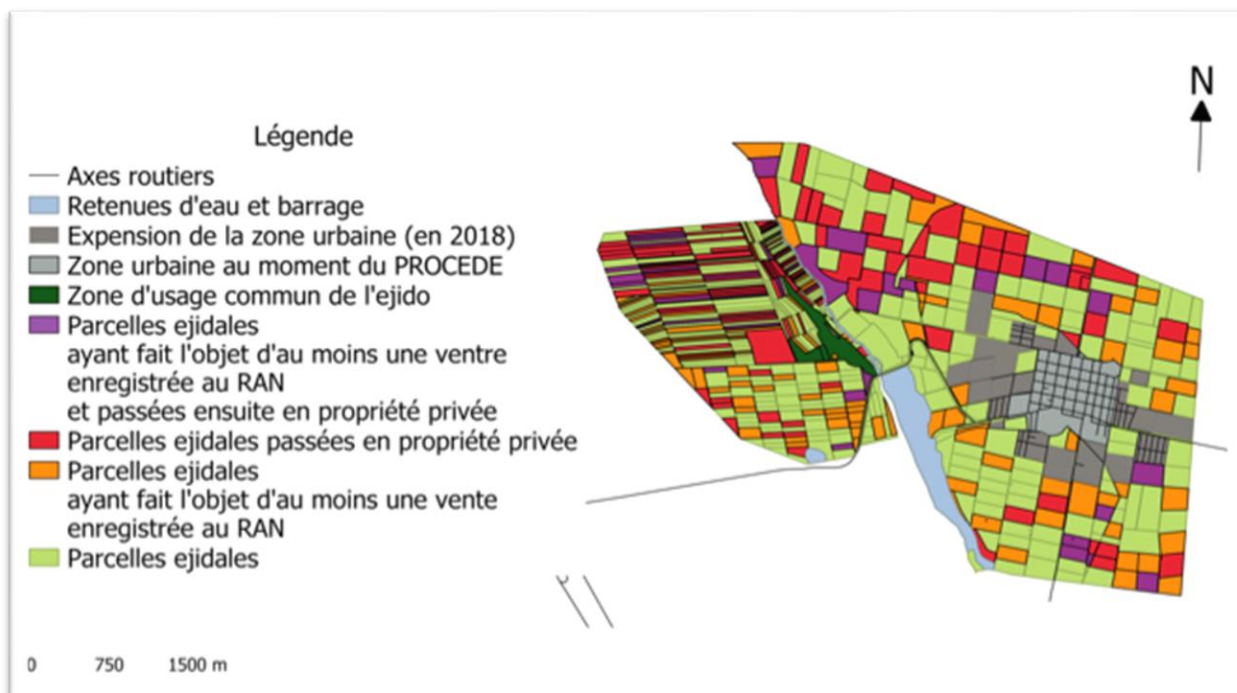 N
Légende
Axes routiers
Retenues d'eau et barrage
Expension de la zone urbaine (en 2018)
Zone urbaine au moment du PROCEDE
Zone d'usage commun de l'ejido
Parcelles ejidales
ayant fait l'objet d'au moins une ventre
enregistrée au RAN
et passées ensuite en propriété privée
Parcelles ejidales passées en propriété privée
Parcelles ejidales
ayant fait l'objet d'au moins une vente
enregistrée au RAN
Parcelles ejidales
0 750 1500 m